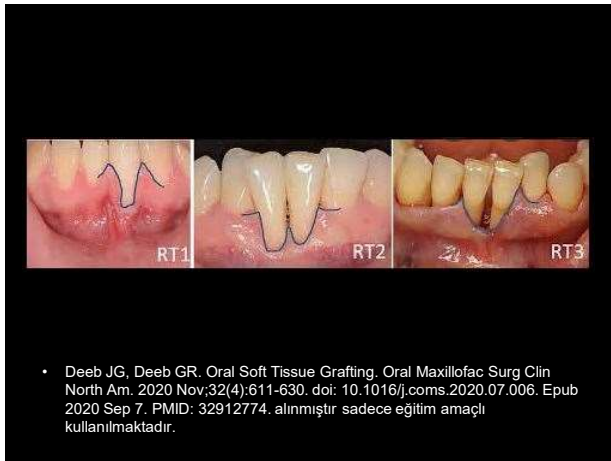 RT1
RT2
RT3
• Deeb JG, Deeb GR. Oral Soft Tissue Grafting. Oral Maxillofac Surg Clin
North Am. 2020 Nov;32(4):611-630. doi: 10.1016/j.coms.2020.07.006. Epub
2020 Sep 7. PMID: 32912774. alınmıştır sadece eğitim amaçlı
kullanılmaktadır.